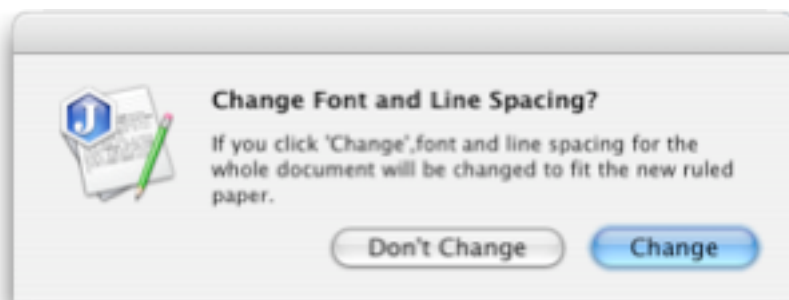 J
Change Font and Line Spacing?
If you click 'Change',font and line spacing for the
whole document will be changed to fit the new ruled
paper.
Don't Change
Change